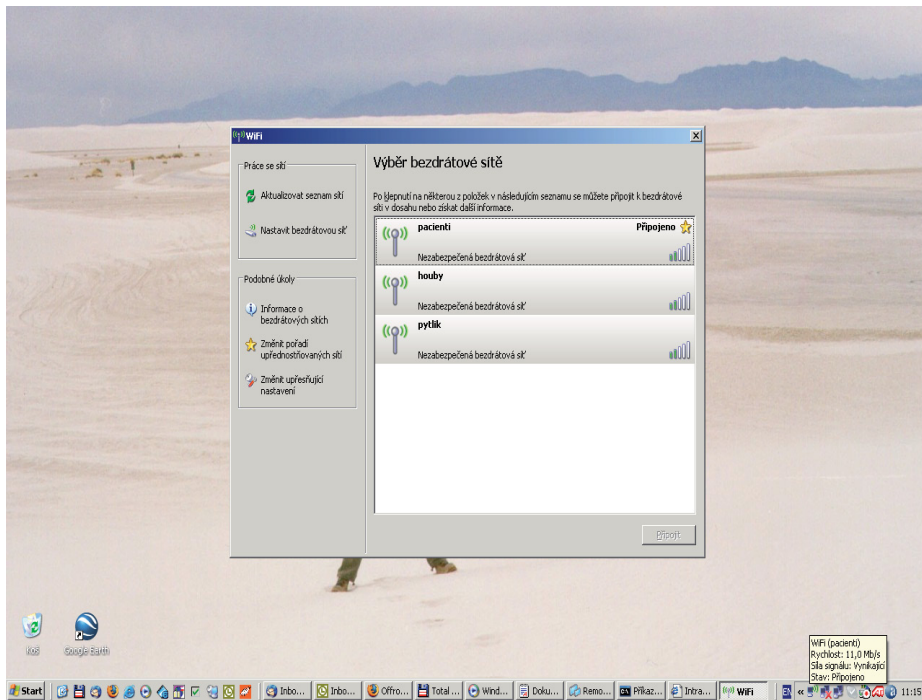 WiFi
Práce se sítí
Aktualizovat seznam sítí
Nastavit bezdrátovou síť
Podobné úkoly
Informace o
bezdrátových sítích
Změnit pořadí
upřednostňovaných sítí
Změnit upřesňující
nastavení
Výběr bezdrátové sítě
Po klepnutí na některou z položek v následujícím seznamu se můžete připojit k bezdrátové
síti v dosahu nebo získat další informace.
pacienti
Připojeno
Nezabezpečená bezdrátová síť
houby
Nezabezpečená bezdrátová síť
pytlik
Nezabezpečená bezdrátová síť
Připojit
Koš
Google Earth
WiFi (pacienti)
Rychlost: 11,0 Mb/s
Síla signálu: Vynikající
Stav: Připojeno
Start
Inbo...
Inbo...
Offro...
Total ...
Wind...
Doku...
Remo...
Příkaz...
Intra...
WiFi
EN
11:15